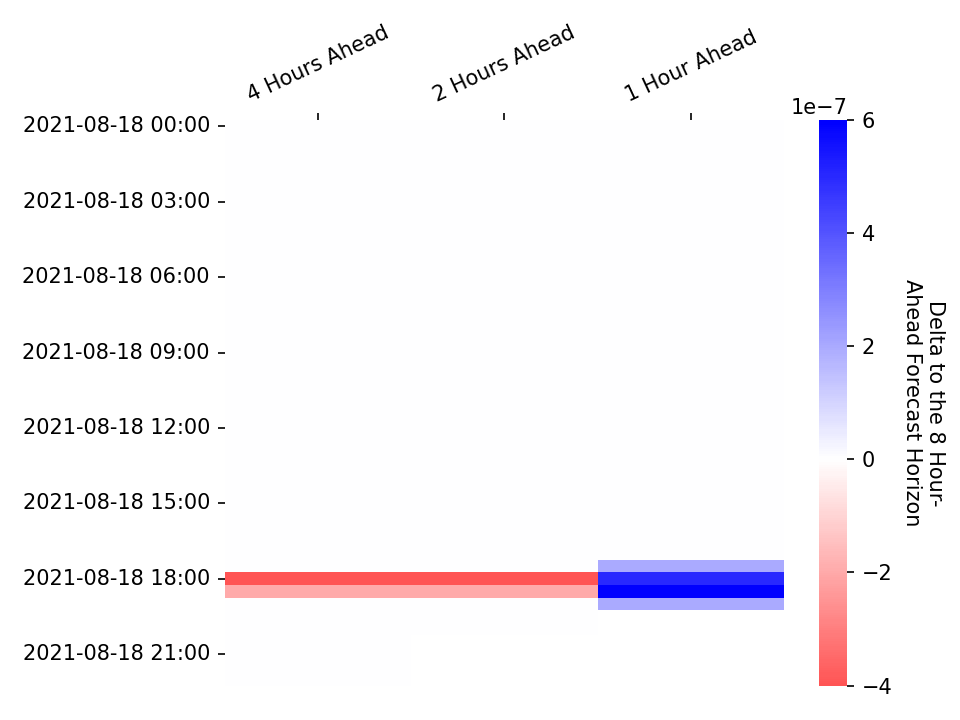 4 Hours Ahead
2 Hours Ahead
1 Hour Ahead
2021-08-18 00:00
2021-08-18 03:00
2021-08-18 06:00
2021-08-18 09:00
2021-08-18 12:00
2021-08-18 15:00
2021-08-18 18:00
2021-08-18 21:00
1e−7
6
4
2
0
−2
−4
Delta to the 8 Hour-
Ahead Forecast Horizon